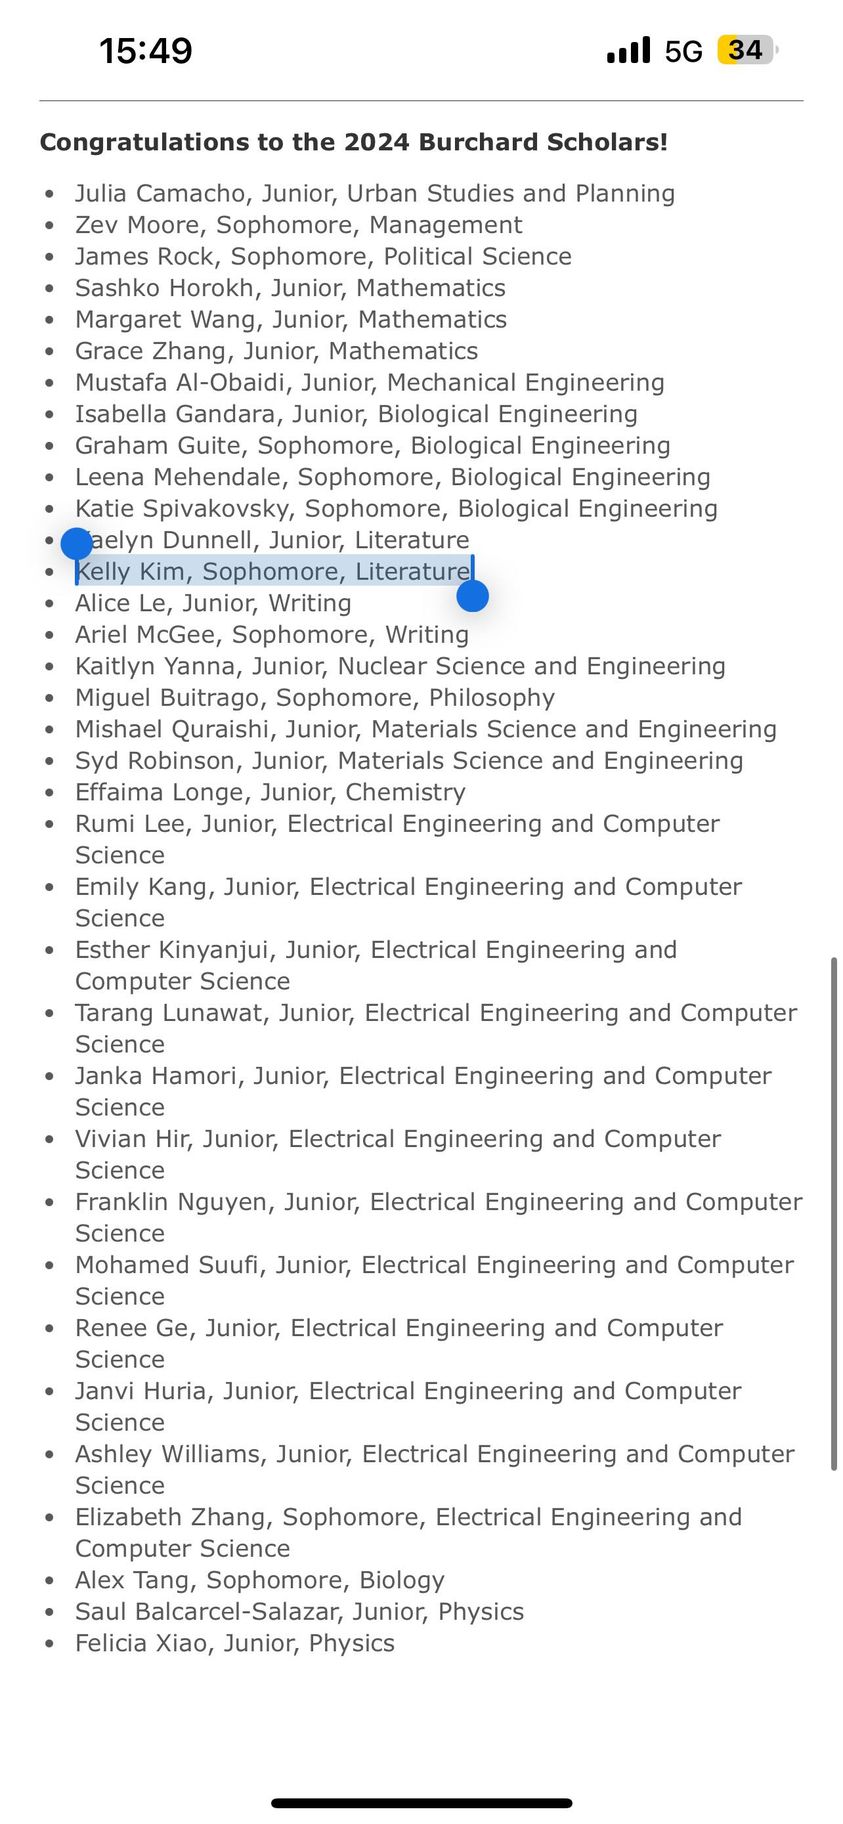 15:49
5G
34
Congratulations to the 2024 Burchard Scholars!
• Julia Camacho, Junior, Urban Studies and Planning
• Zev Moore, Sophomore, Management
• James Rock, Sophomore, Political Science
• Sashko Horokh, Junior, Mathematics
• Margaret Wang, Junior, Mathematics
• Grace Zhang, Junior, Mathematics
• Mustafa Al-Obaidi, Junior, Mechanical Engineering
• Isabella Gandara, Junior, Biological Engineering
• Graham Guite, Sophomore, Biological Engineering
• Leena Mehendale, Sophomore, Biological Engineering
• Katie Spivakovsky, Sophomore, Biological Engineering
• Dunnell, Junior, Literature
• Kelly Kim, Sophomore, Literature
• Alice Le, Junior, Writing
• Ariel McGee, Sophomore, Writing
• Kaitlyn Yanna, Junior, Nuclear Science and Engineering
• Miguel Buitrago, Sophomore, Philosophy
• Mishael Quraishi, Junior, Materials Science and Engineering
• Syd Robinson, Junior, Materials Science and Engineering
• Effaima Longe, Junior, Chemistry
• Rumi Lee, Junior, Electrical Engineering and Computer
Science
• Emily Kang, Junior, Electrical Engineering and Computer
Science
• Esther Kinyanjui, Junior, Electrical Engineering and
Computer Science
• Tarang Lunawat, Junior, Electrical Engineering and Computer
Science
• Janka Hamori, Junior, Electrical Engineering and Computer
Science
• Vivian Hir, Junior, Electrical Engineering and Computer
Science
• Franklin Nguyen, Junior, Electrical Engineering and Computer
Science
• Mohamed Suufi, Junior, Electrical Engineering and Computer
Science
• Renee Ge, Junior, Electrical Engineering and Computer
Science
• Janvi Huria, Junior, Electrical Engineering and Computer
Science
• Ashley Williams, Junior, Electrical Engineering and Computer
Science
• Elizabeth Zhang, Sophomore, Electrical Engineering and
Computer Science
• Alex Tang, Sophomore, Biology
• Saul Balcarcel-Salazar, Junior, Physics
• Felicia Xiao, Junior, Physics